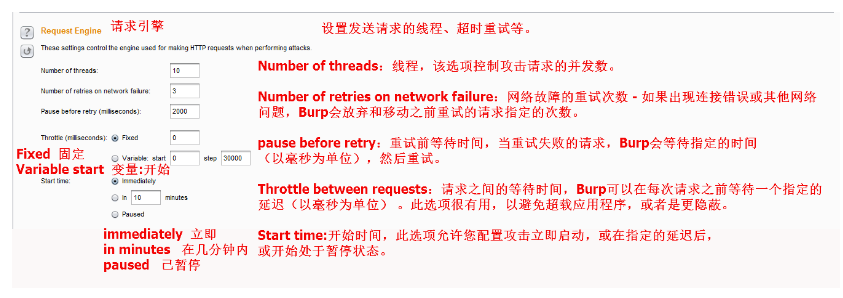 Request Engine 请求引擎 设置发送请求的线程、超时重试等。
These settings control the engine used for making HTTP requests when performing attacks.
Number of threads: 10
Number of threads：线程，该选项控制攻击请求的并发数。
Number of retries on network failure: 3
Number of retries on network failure：网络故障的重试次数 - 如果出现连接错误或其他网络
问题，Burp会放弃和移动之前重试的请求指定的次数。
Pause before retry (milliseconds): 2000
pause before retry：重试前等待时间，当重试失败的请求，Burp会等待指定的时间
（以毫秒为单位），然后重试。
Throttle (milliseconds): Fixed 0
Variable: start 0 step 30000
Fixed 固定
Variable start 变量:开始
Throttle between requests：请求之间的等待时间，Burp可以在每次请求之前等待一个指定的
延迟（以毫秒为单位）。此选项很有用，以避免超载应用程序，或者是更隐蔽。
Start time: Immediately
In 10 minutes
Paused
immediately 立即
in minutes 在几分钟内
paused 己暂停
Start time:开始时间，此选项允许您配置攻击立即启动，或在指定的延迟后，
或开始处于暂停状态。